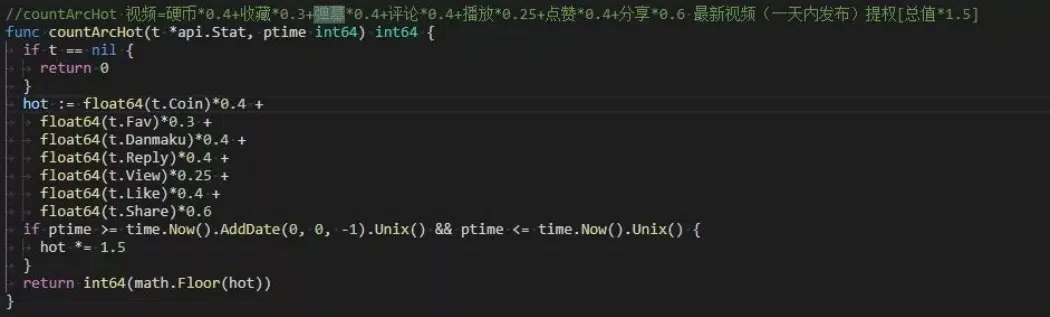 //countArcHot 视频=硬币*0.4+收藏*0.3+弹幕*0.4+评论*0.4+播放*0.25+点赞*0.4+分享*0.6 最新视频（一天内发布）提权[总值*1.5]
func countArcHot(t *api.Stat, ptime int64) int64 {
if t == nil {
return 0
}
hot := float64(t.Coin)*0.4 +
float64(t.Fav)*0.3 +
float64(t.Danmaku)*0.4 +
float64(t.Reply)*0.4 +
float64(t.View)*0.25 +
float64(t.Like)*0.4 +
float64(t.Share)*0.6
if ptime >= time.Now().AddDate(0, 0, -1).Unix() && ptime <= time.Now().Unix() {
hot *= 1.5
}
return int64(math.Floor(hot))
}